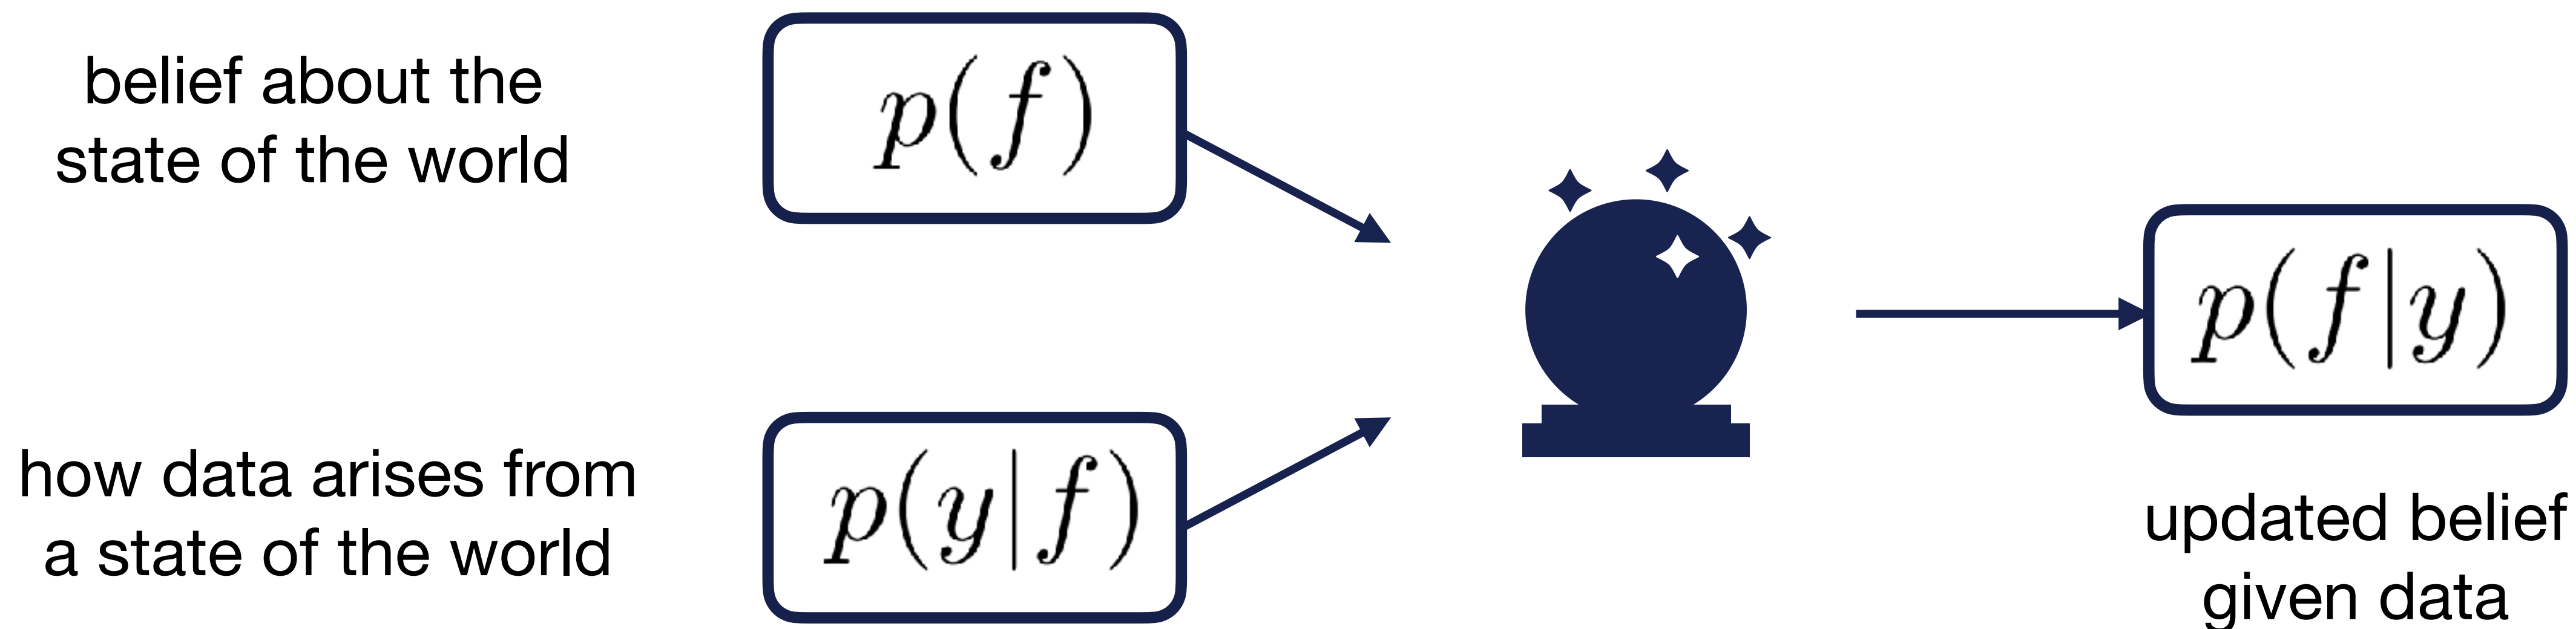 belief about the
state of the world
p(f)
how data arises from
a state of the world
p(y|f)
p(f|y)
updated belief
given data